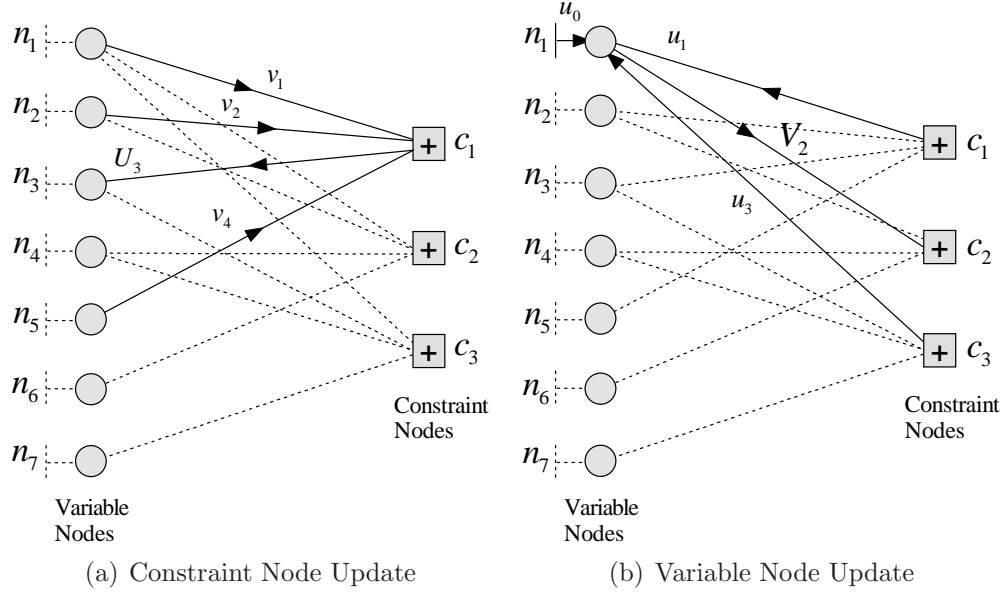 n₁
n₂
n₃
n₄
n₅
n₆
n₇
v₁
v₂
U₃
v₄
+ c₁
+ c₂
+ c₃
Constraint
Nodes
Variable
Nodes
(a) Constraint Node Update
u₀
n₁
n₂
n₃
n₄
n₅
n₆
n₇
u₁
V₂
u₃
+ c₁
+ c₂
+ c₃
Constraint
Nodes
Variable
Nodes
(b) Variable Node Update